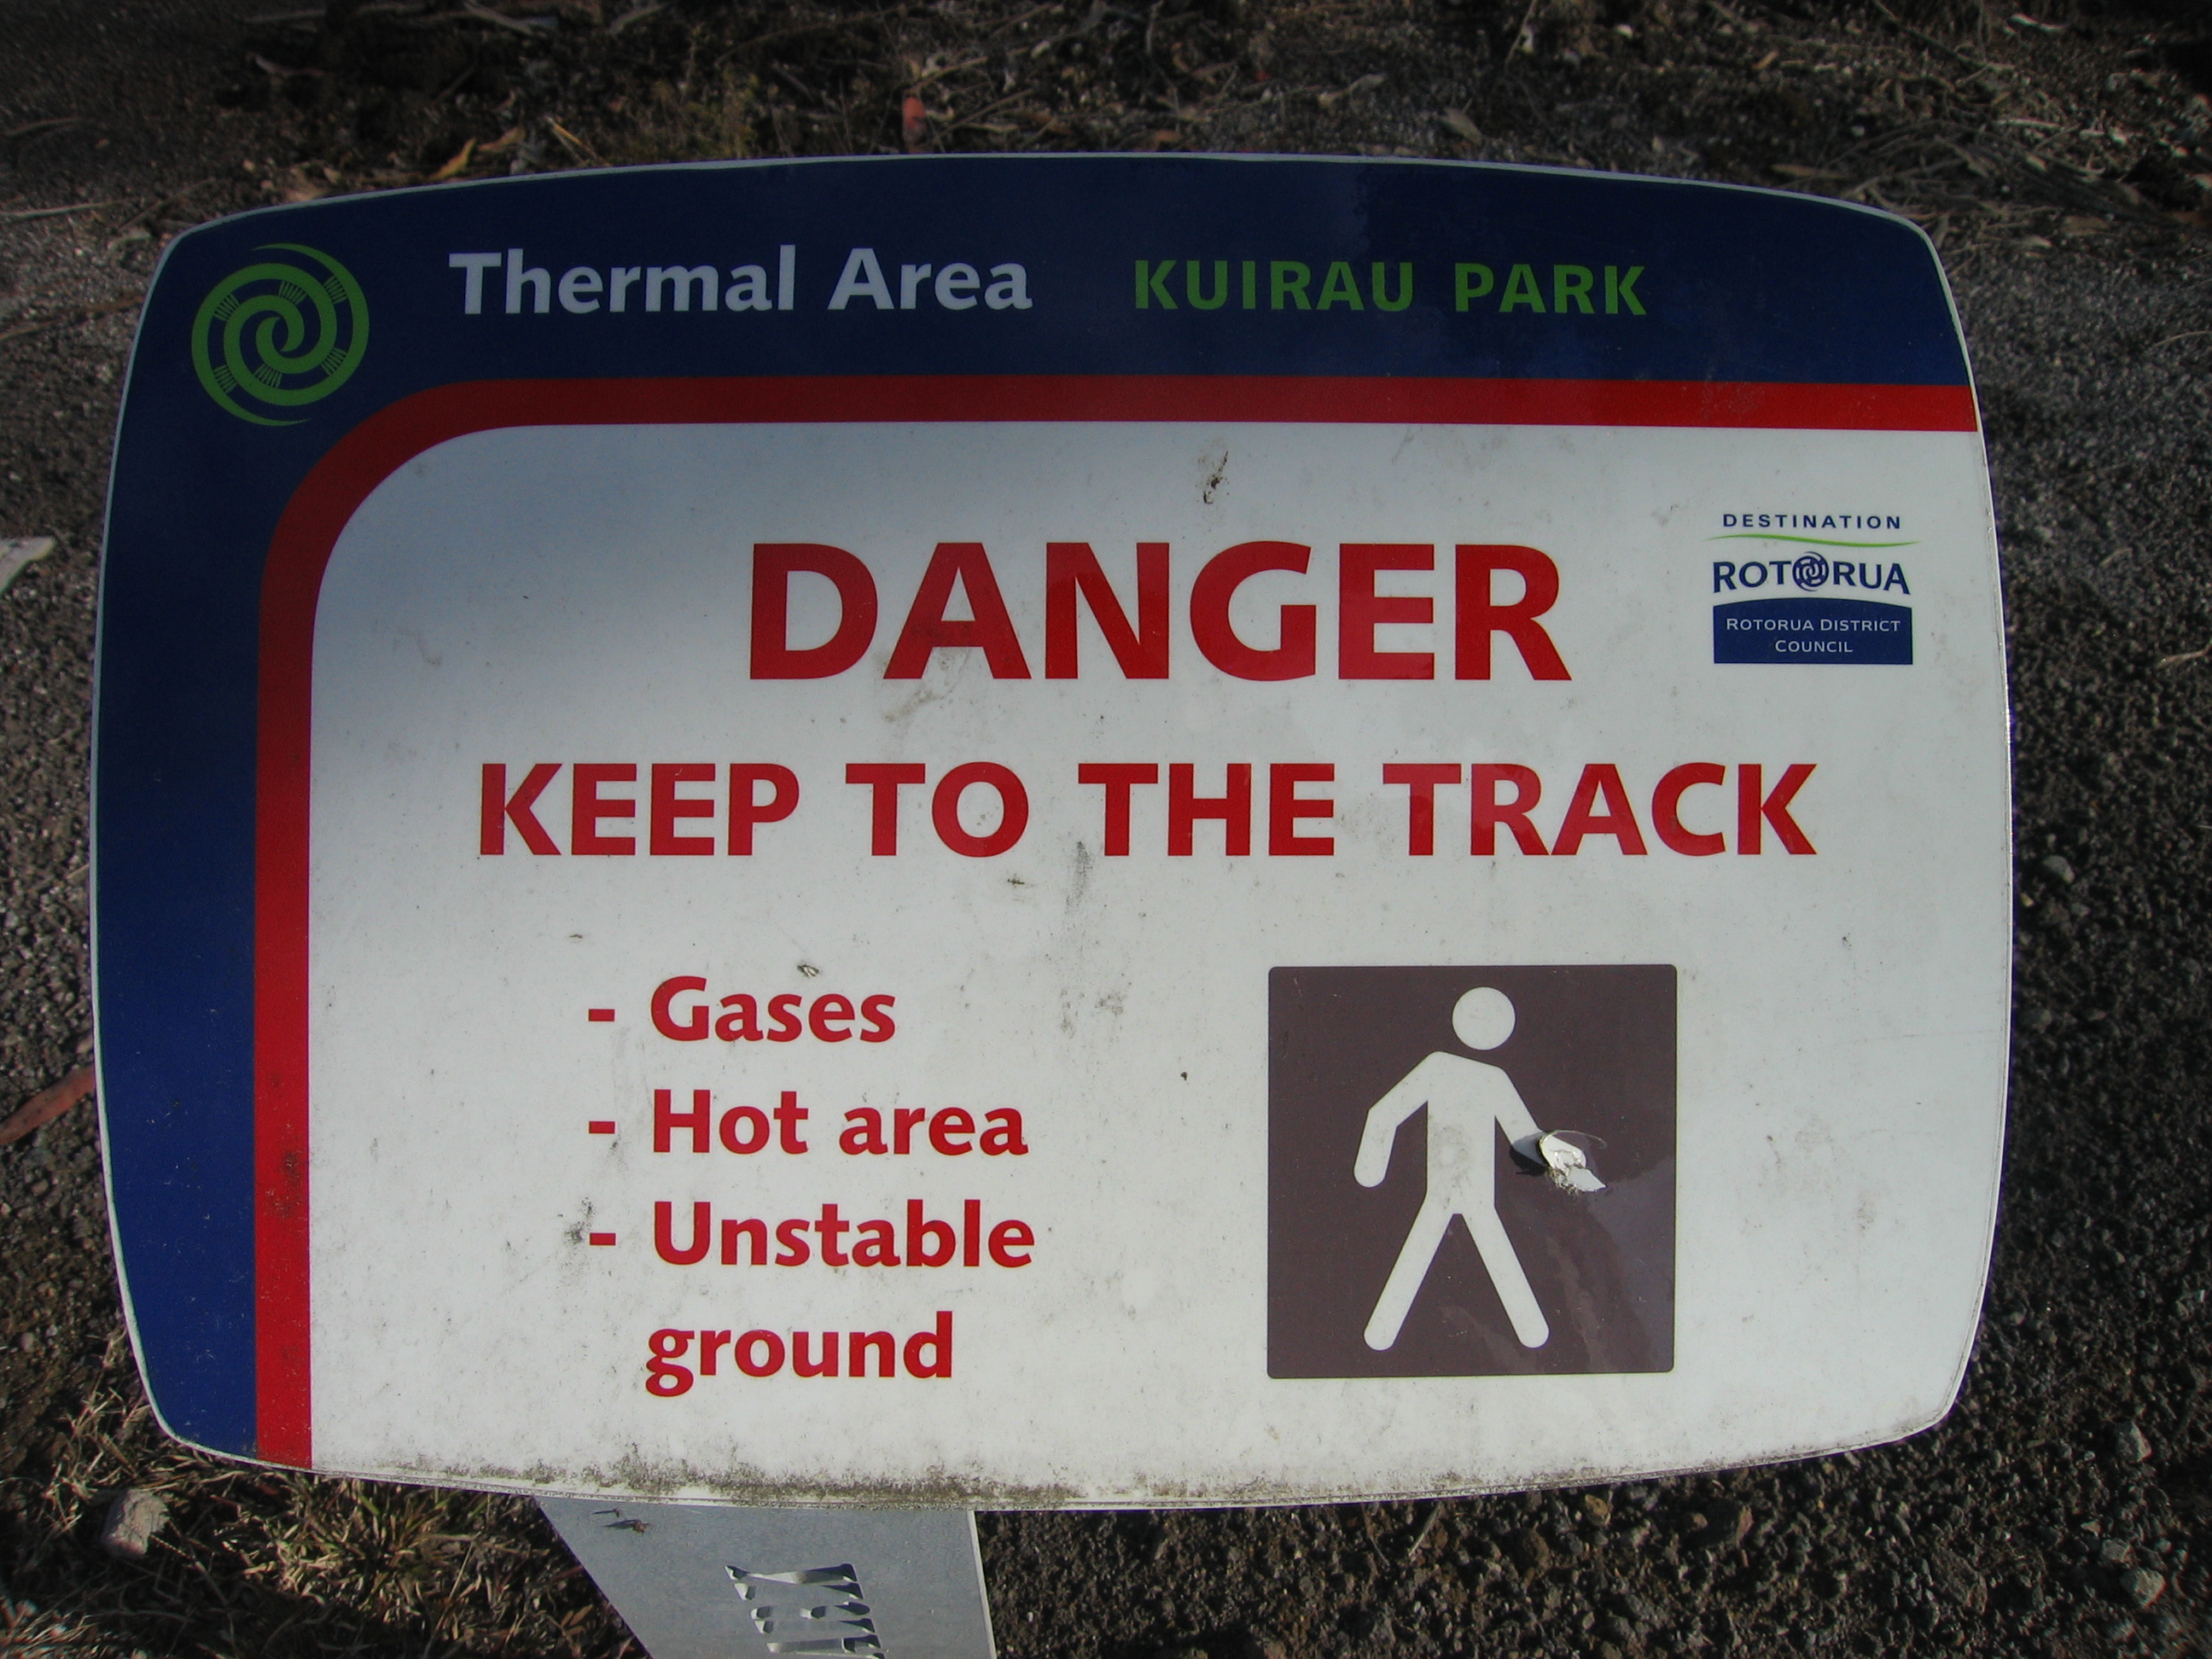 Thermal Area KUIRAU PARK
DESTINATION
ROTORUA
ROTORUA DISTRICT
COUNCIL
DANGER
KEEP TO THE TRACK
- Gases
- Hot area
- Unstable
ground